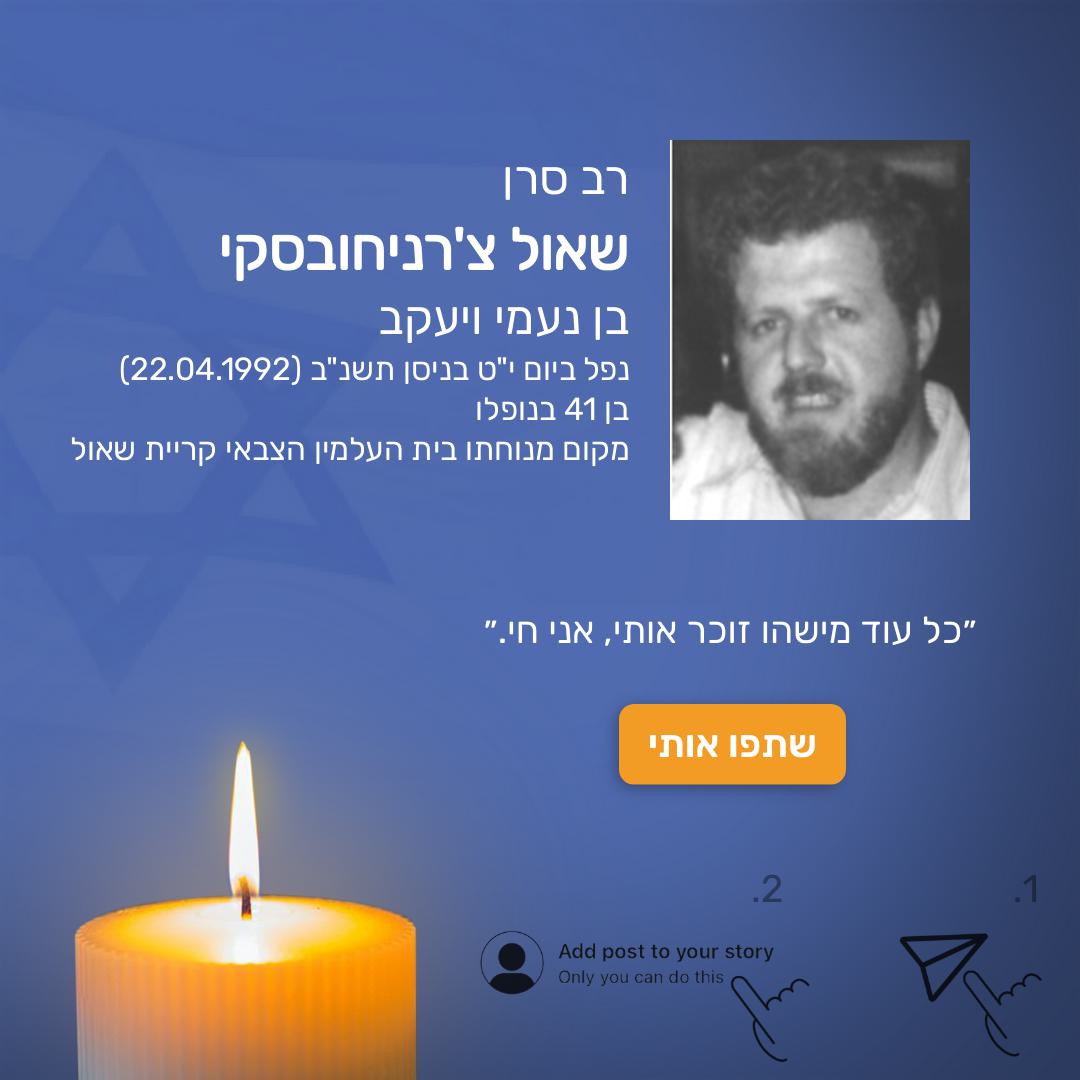 רב סרן
שאול צ'רניחובסקי
בן נעמי ויעקב
נפל ביום י"ט בניסן תשנ"ב (22.04.1992)
בן 41 בנופלו
מקום מנוחתו בית העלמין הצבאי קריית שאול
״כל עוד מישהו זוכר אותי, אני חי.״
שתפו אותי
1.
2.
Add post to your story
Only you can do this